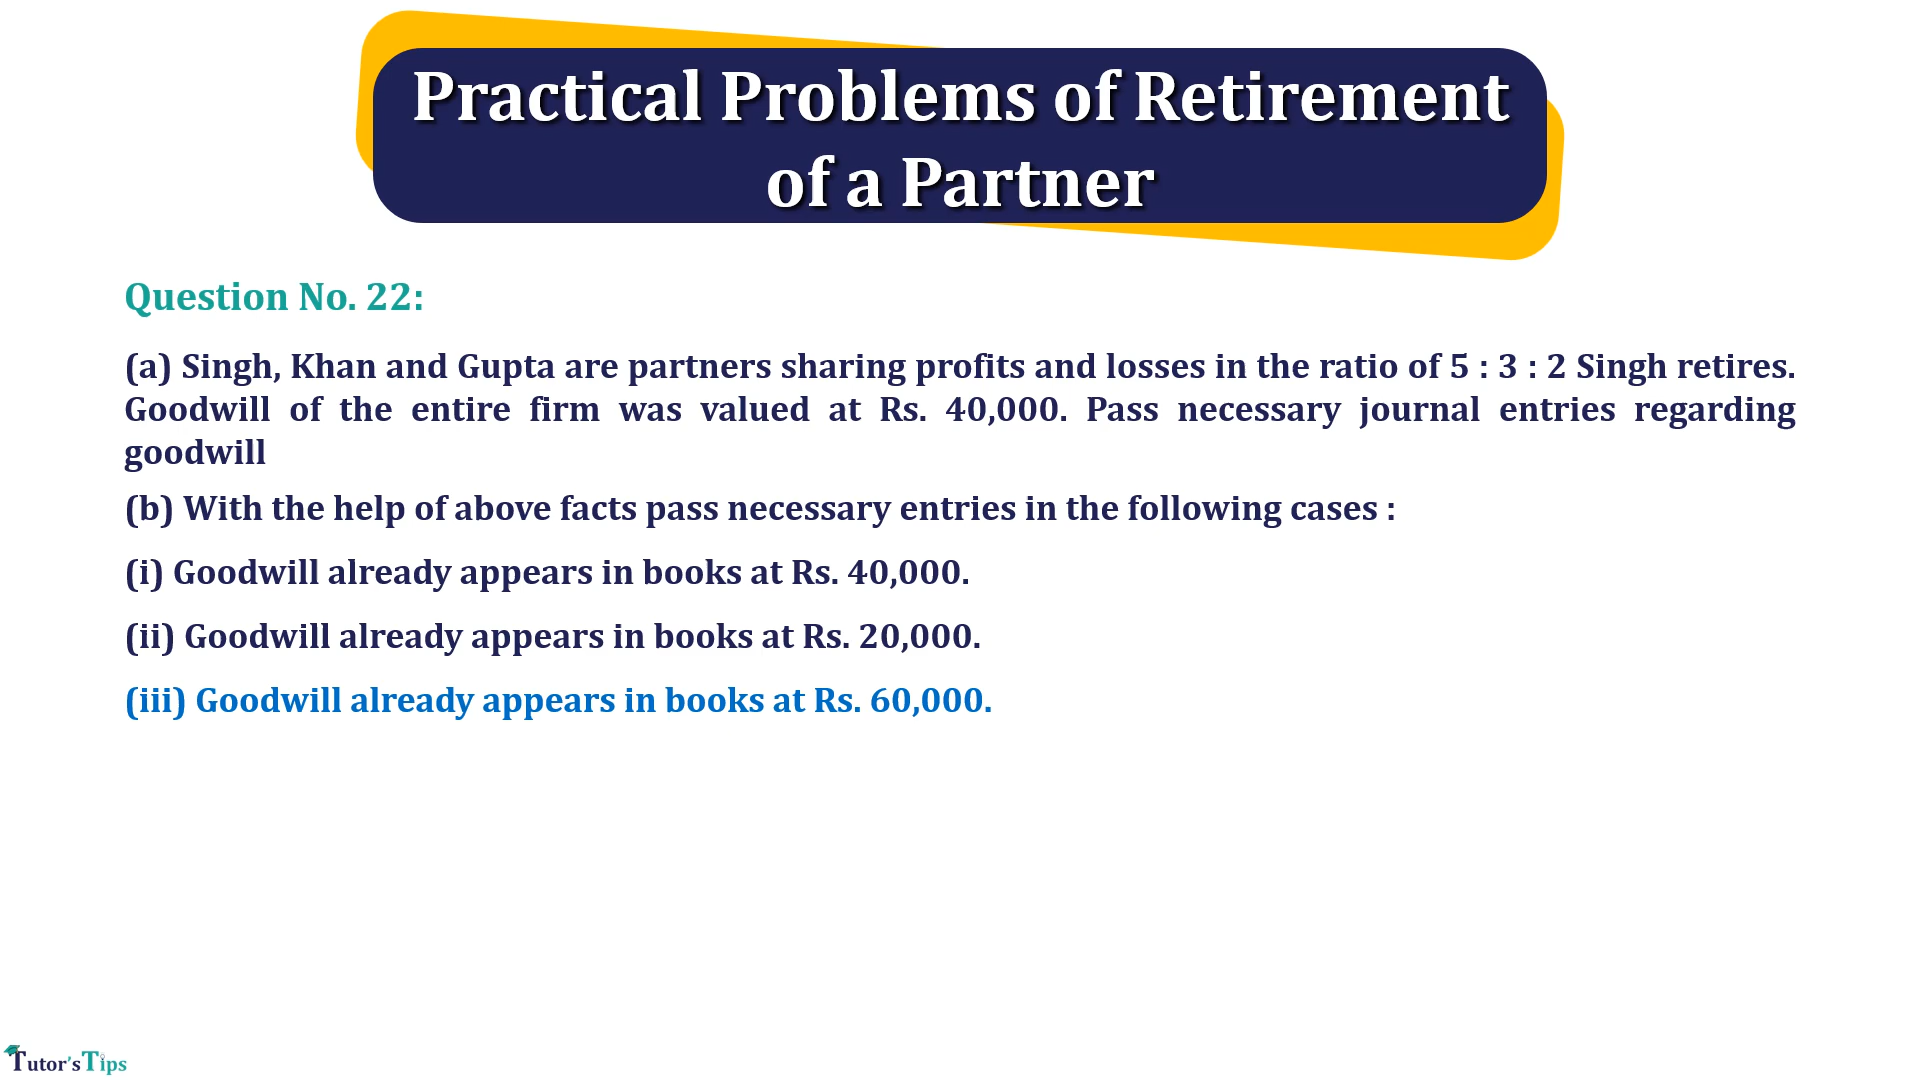 Practical Problems of Retirement
of a Partner
Question No. 22:
(a) Singh, Khan and Gupta are partners sharing profits and losses in the ratio of 5 : 3 : 2 Singh retires.
Goodwill of the entire firm was valued at Rs. 40,000. Pass necessary journal entries regarding
goodwill
(b) With the help of above facts pass necessary entries in the following cases :
(i) Goodwill already appears in books at Rs. 40,000.
(ii) Goodwill already appears in books at Rs. 20,000.
(iii) Goodwill already appears in books at Rs. 60,000.
Tutor'sTips